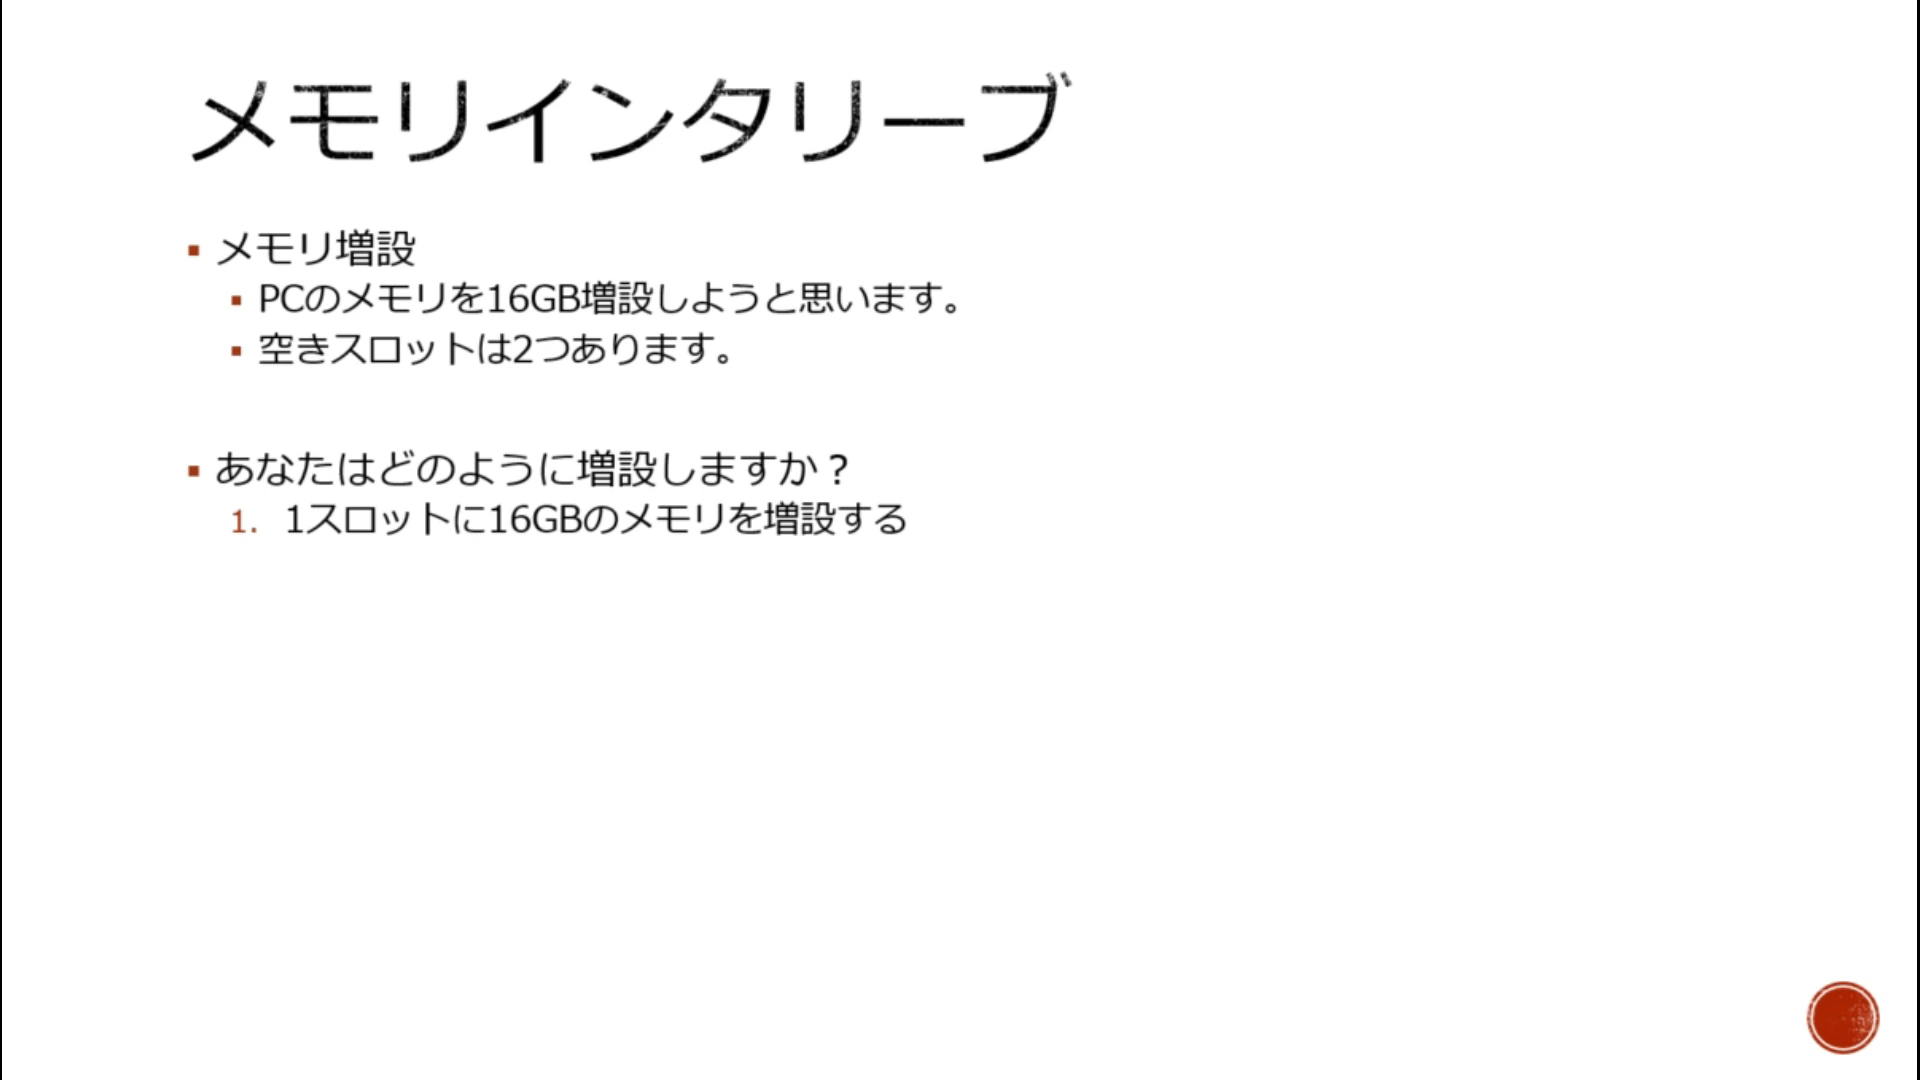 メモリインタリーブ
メモリ増設
PCのメモリを16GB増設しようと思います。
空きスロットは2つあります。
あなたはどのように増設しますか？
1. 1スロットに16GBのメモリを増設する